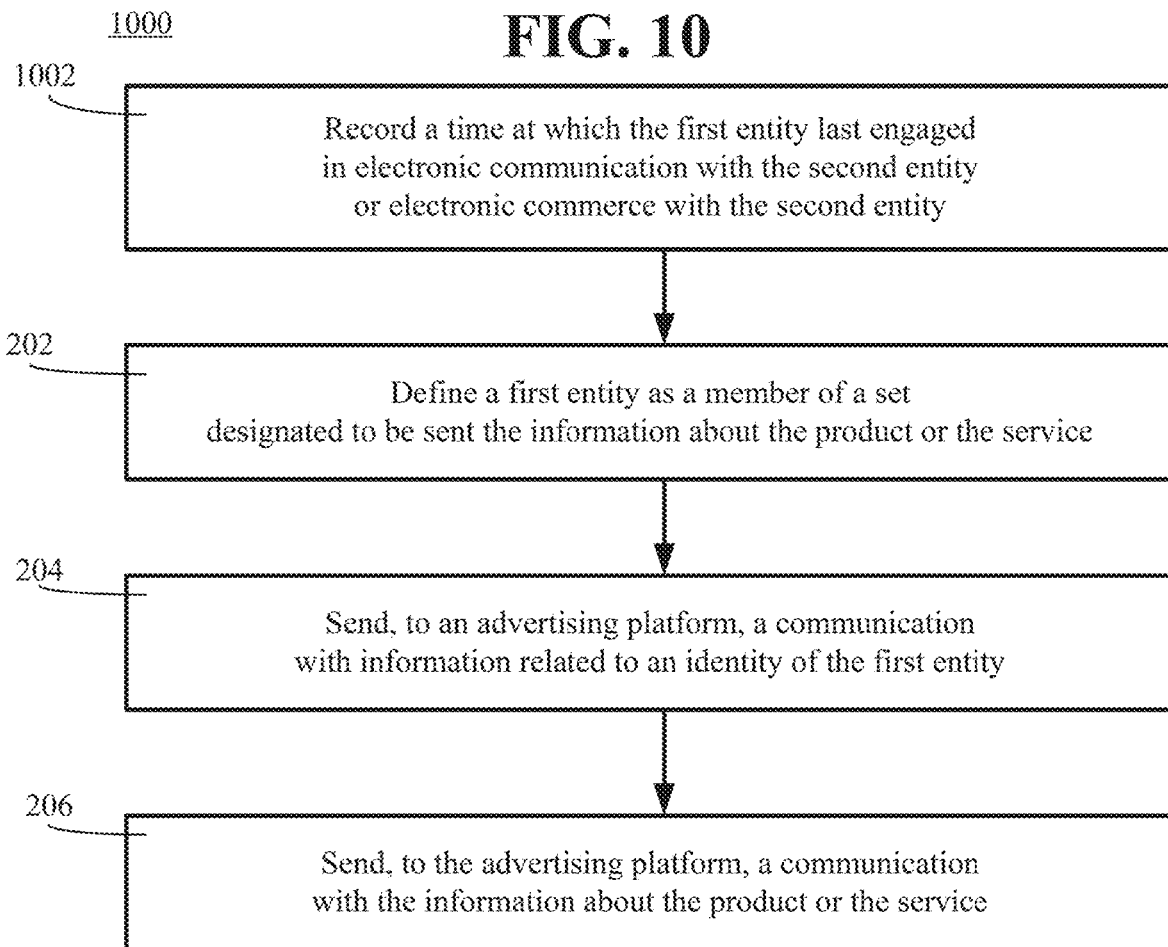 1000
FIG. 10
1002
Record a time at which the first entity last engaged
in electronic communication with the second entity
or electronic commerce with the second entity
202
Define a first entity as a member of a set
designated to be sent the information about the product or the service
204
Send, to an advertising platform, a communication
with information related to an identity of the first entity
206
Send, to the advertising platform, a communication
with the information about the product or the service